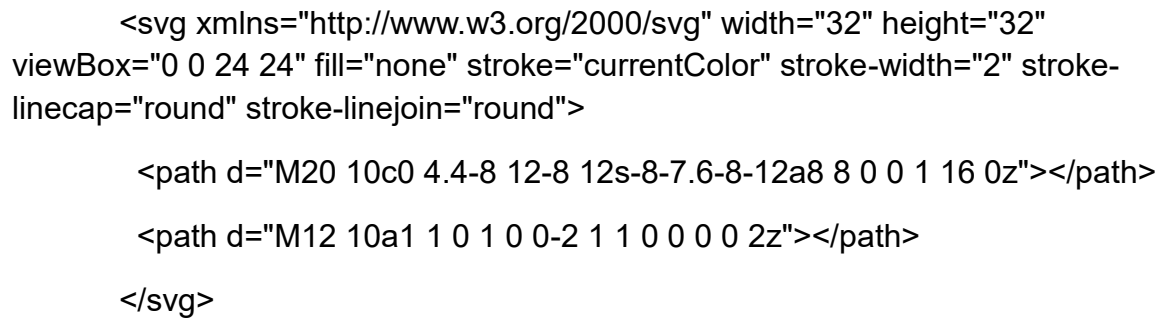 <svg xmlns="http://www.w3.org/2000/svg" width="32" height="32"
viewBox="0 0 24 24" fill="none" stroke="currentColor" stroke-width="2" stroke-
linecap="round" stroke-linejoin="round">
<path d="M20 10c0 4.4-8 12-8 12s-8-7.6-8-12a8 8 0 0 1 16 0z"></path>
<path d="M12 10a1 1 0 1 0 0-2 1 1 0 0 0 0 2z"></path>
</svg>